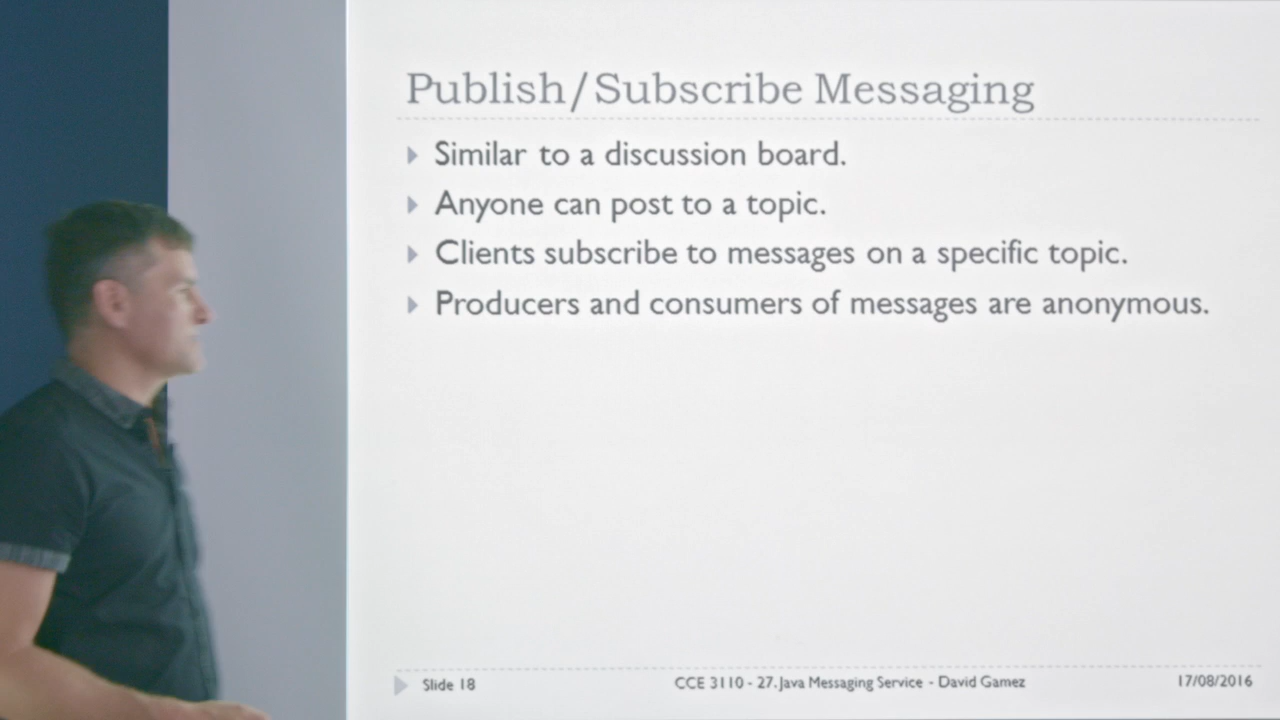 Publish/Subscribe Messaging
Similar to a discussion board.
Anyone can post to a topic.
Clients subscribe to messages on a specific topic.
Producers and consumers of messages are anonymous.
Slide 18
CCE 3110 - 27. Java Messaging Service - David Gamez
17/08/2016